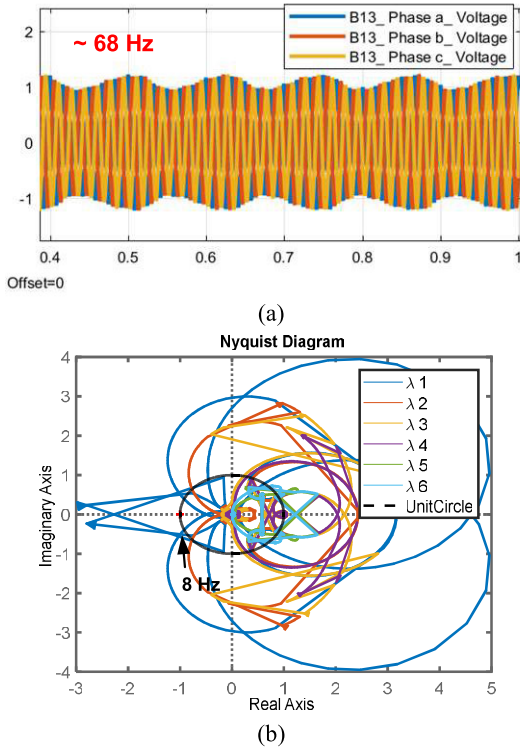 ~ 68 Hz
B13_ Phase a_ Voltage
B13_ Phase b_ Voltage
B13_ Phase c_ Voltage
2
1
0
-1
0.4 0.5 0.6 0.7 0.8 0.9 1
Offset=0
(a)
Nyquist Diagram
4
3
2
1
0
-1
-2
-3
-4
Imaginary Axis
λ 1
λ 2
λ 3
λ 4
λ 5
λ 6
UnitCircle
8 Hz
-3 -2 -1 0 1 2 3 4 5
Real Axis
(b)